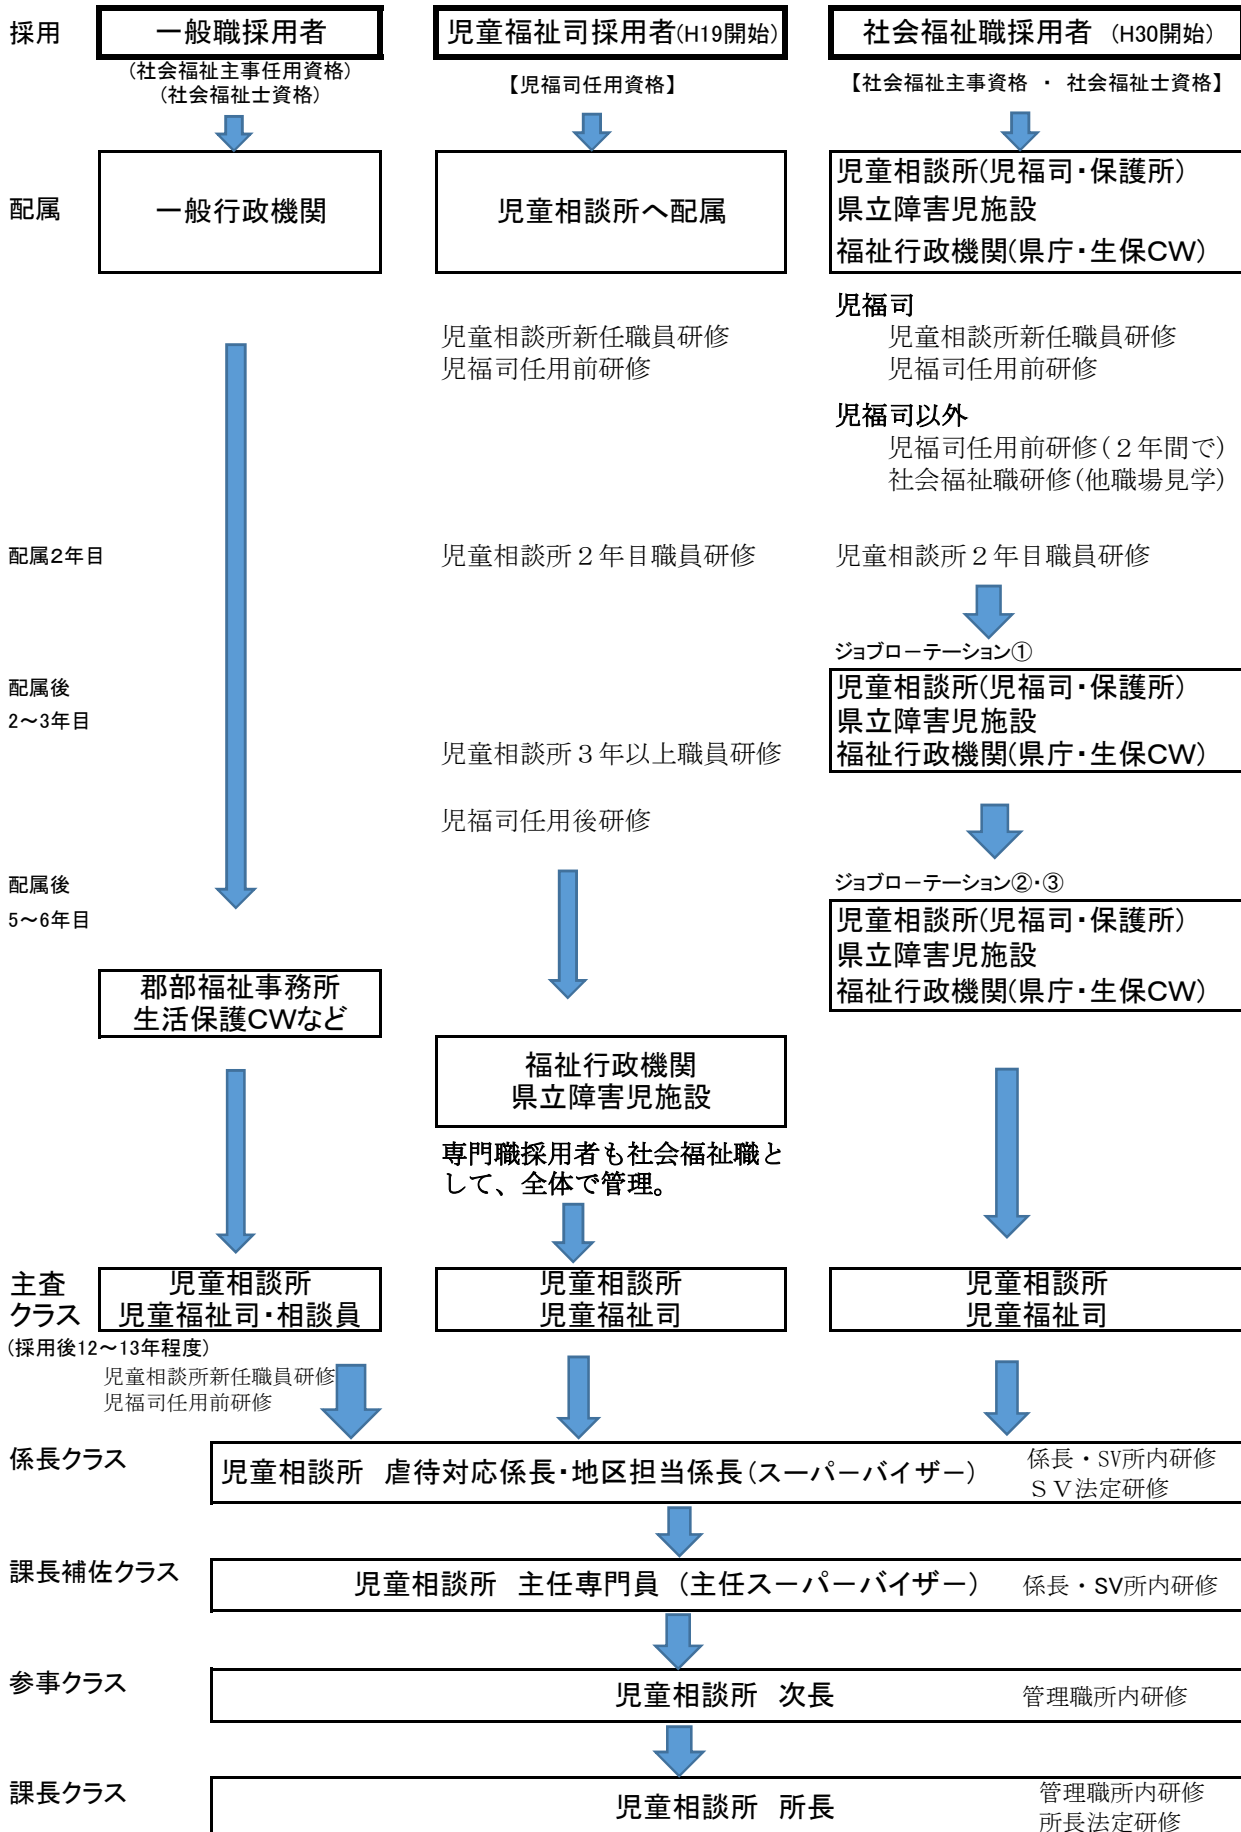 採用 一般職採用者 児童福祉司採用者(H19開始) 社会福祉職採用者 (H30開始)
(社会福祉主事任用資格)
(社会福祉士資格)
【児福司任用資格】
【社会福祉主事資格 ・ 社会福祉士資格】
配属
一般行政機関
児童相談所へ配属
児童相談所(児福司・保護所)
県立障害児施設
福祉行政機関(県庁・生保CW)
児童相談所新任職員研修
児福司任用前研修
児福司
児童相談所新任職員研修
児福司任用前研修
児福司以外
児福司任用前研修(2年間で)
社会福祉職研修(他職場見学)
配属2年目 児童相談所2年目職員研修 児童相談所2年目職員研修
ジョブローテーション①
配属後
2～3年目
児童相談所(児福司・保護所)
県立障害児施設
福祉行政機関(県庁・生保CW)
児童相談所3年以上職員研修
児福司任用後研修
配属後
5～6年目
ジョブローテーション②・③
児童相談所(児福司・保護所)
県立障害児施設
福祉行政機関(県庁・生保CW)
郡部福祉事務所
生活保護CWなど
福祉行政機関
県立障害児施設
専門職採用者も社会福祉職と
して、全体で管理。
主査
クラス
(採用後12～13年程度)
児童相談所
児童福祉司・相談員
児童相談所
児童福祉司
児童相談所
児童福祉司
児童相談所新任職員研修
児福司任用前研修
係長クラス
児童相談所 虐待対応係長・地区担当係長(スーパーバイザー)
係長・SV所内研修
SV法定研修
課長補佐クラス 児童相談所 主任専門員 (主任スーパーバイザー) 係長・SV所内研修
参事クラス 児童相談所 次長 管理職所内研修
課長クラス 児童相談所 所長
管理職所内研修
所長法定研修